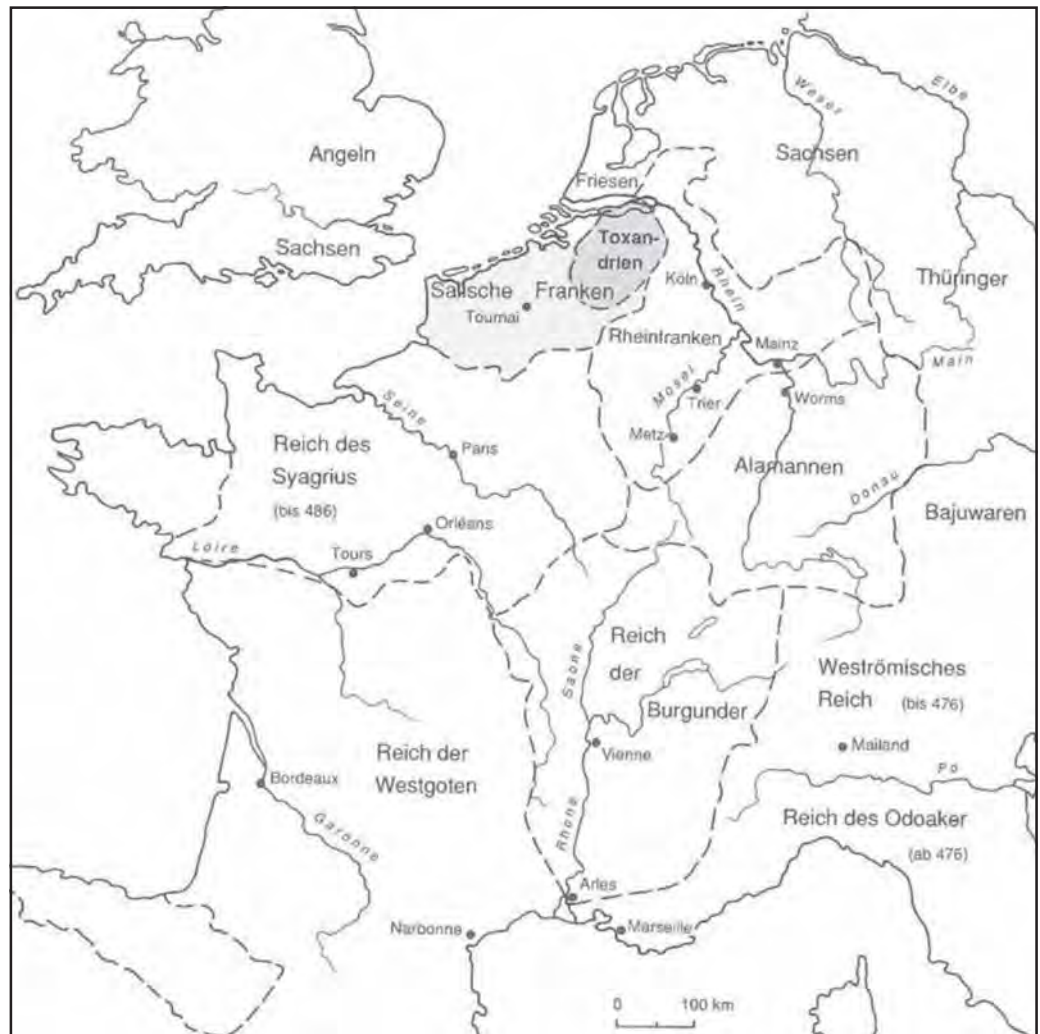 Elbe
Weser
Angeln
Sachsen
Friesen
Sachsen
Toxan-
drien
Rhein
Köln
Thüringer
Salische Franken
Tournai
Rheinfranken
Mainz
Main
Mosel
Trier
Worms
Seine
Metz
Reich des
Syagrius
(bis 486)
Paris
Alamannen
Donau
Bajuwaren
Orléans
Loire
Tours
Reich
der
Burgunder
Saône
Weströmisches
Reich (bis 476)
Mailand
Vienne
Reich der
Westgoten
Bordeaux
Po
Garonne
Rhone
Reich des Odoaker
(ab 476)
Arles
Narbonne
Marseille
0 100 km